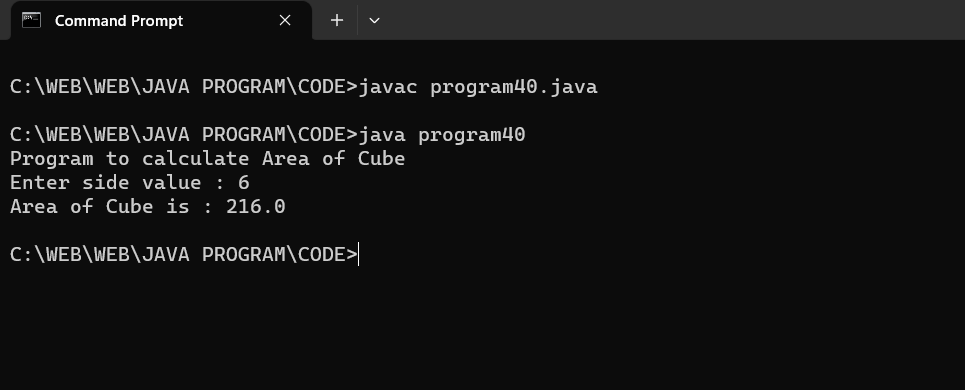 Command Prompt
C:\WEB\WEB\JAVA PROGRAM\CODE>javac program40.java
C:\WEB\WEB\JAVA PROGRAM\CODE>java program40
Program to calculate Area of Cube
Enter side value : 6
Area of Cube is : 216.0
C:\WEB\WEB\JAVA PROGRAM\CODE>